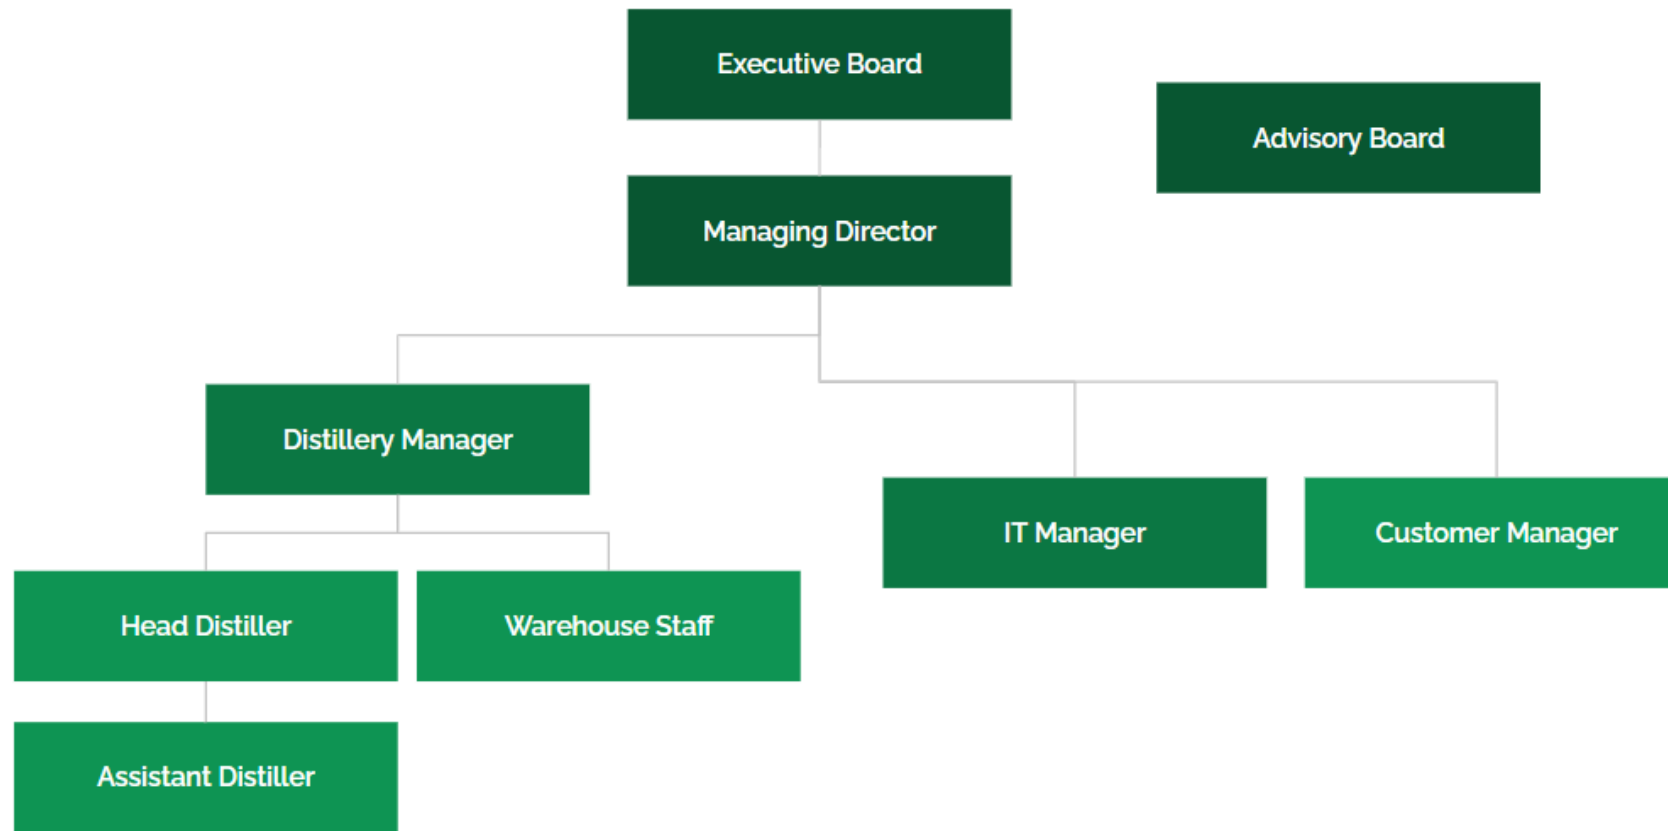 Executive Board
Advisory Board
Managing Director
Distillery Manager
IT Manager
Customer Manager
Head Distiller
Warehouse Staff
Assistant Distiller